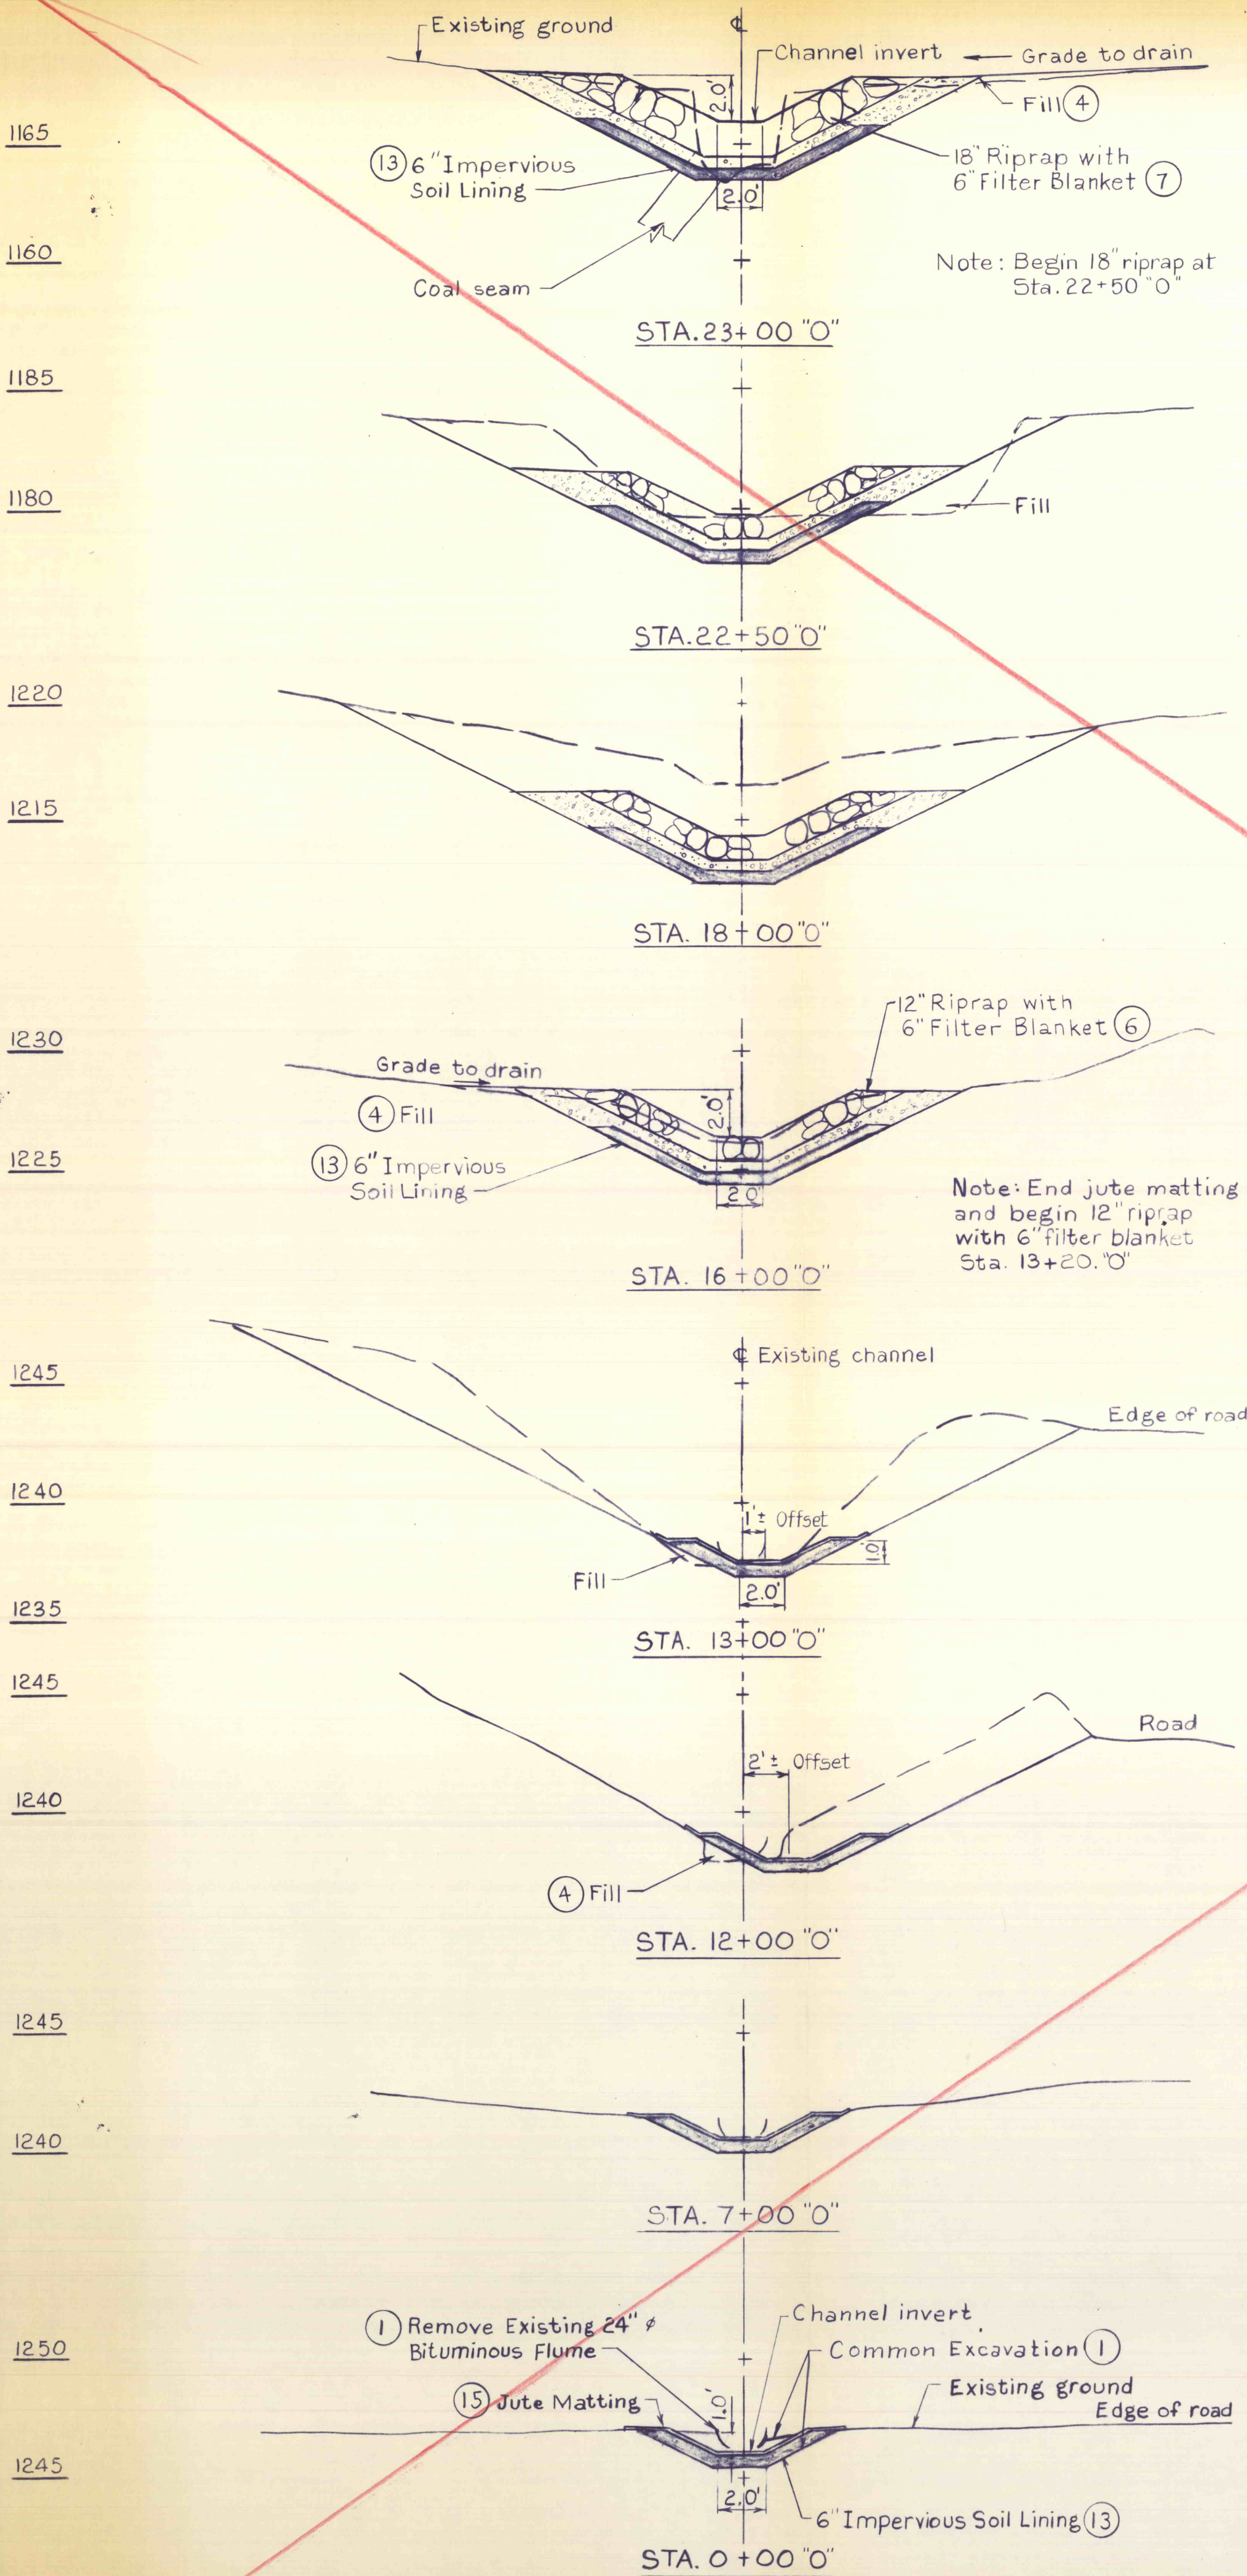 Existing ground
℄
Channel invert
Grade to drain
2.0'
Fill (4)
1165
(13) 6" Impervious
Soil Lining
18" Riprap with
6" Filter Blanket (7)
2.0'
1160
Coal seam
Note: Begin 18" riprap at
Sta. 22+50 "O"
STA. 23+00 "O"
1185
1180
Fill
STA. 22+50 "O"
1220
1215
STA. 18+00 "O"
12" Riprap with
6" Filter Blanket (6)
1230
Grade to drain
(4) Fill
2.0'
1225
(13) 6" Impervious
Soil Lining
2.0'
Note: End jute matting
and begin 12" riprap
with 6" filter blanket
Sta. 13+20. "O"
STA. 16+00 "O"
℄ Existing channel
1245
Edge of road
1240
1' ± Offset
1.0'
Fill
2.0'
1235
STA. 13+00 "O"
1245
Road
2' ± Offset
1240
(4) Fill
STA. 12+00 "O"
1245
1240
STA. 7+00 "O"
(1) Remove Existing 24" ⌀
Bituminous Flume
Channel invert
1250
Common Excavation (1)
(15) Jute Matting
1.0'
Existing ground
Edge of road
1245
2.0'
6" Impervious Soil Lining (13)
STA. 0+00 "O"